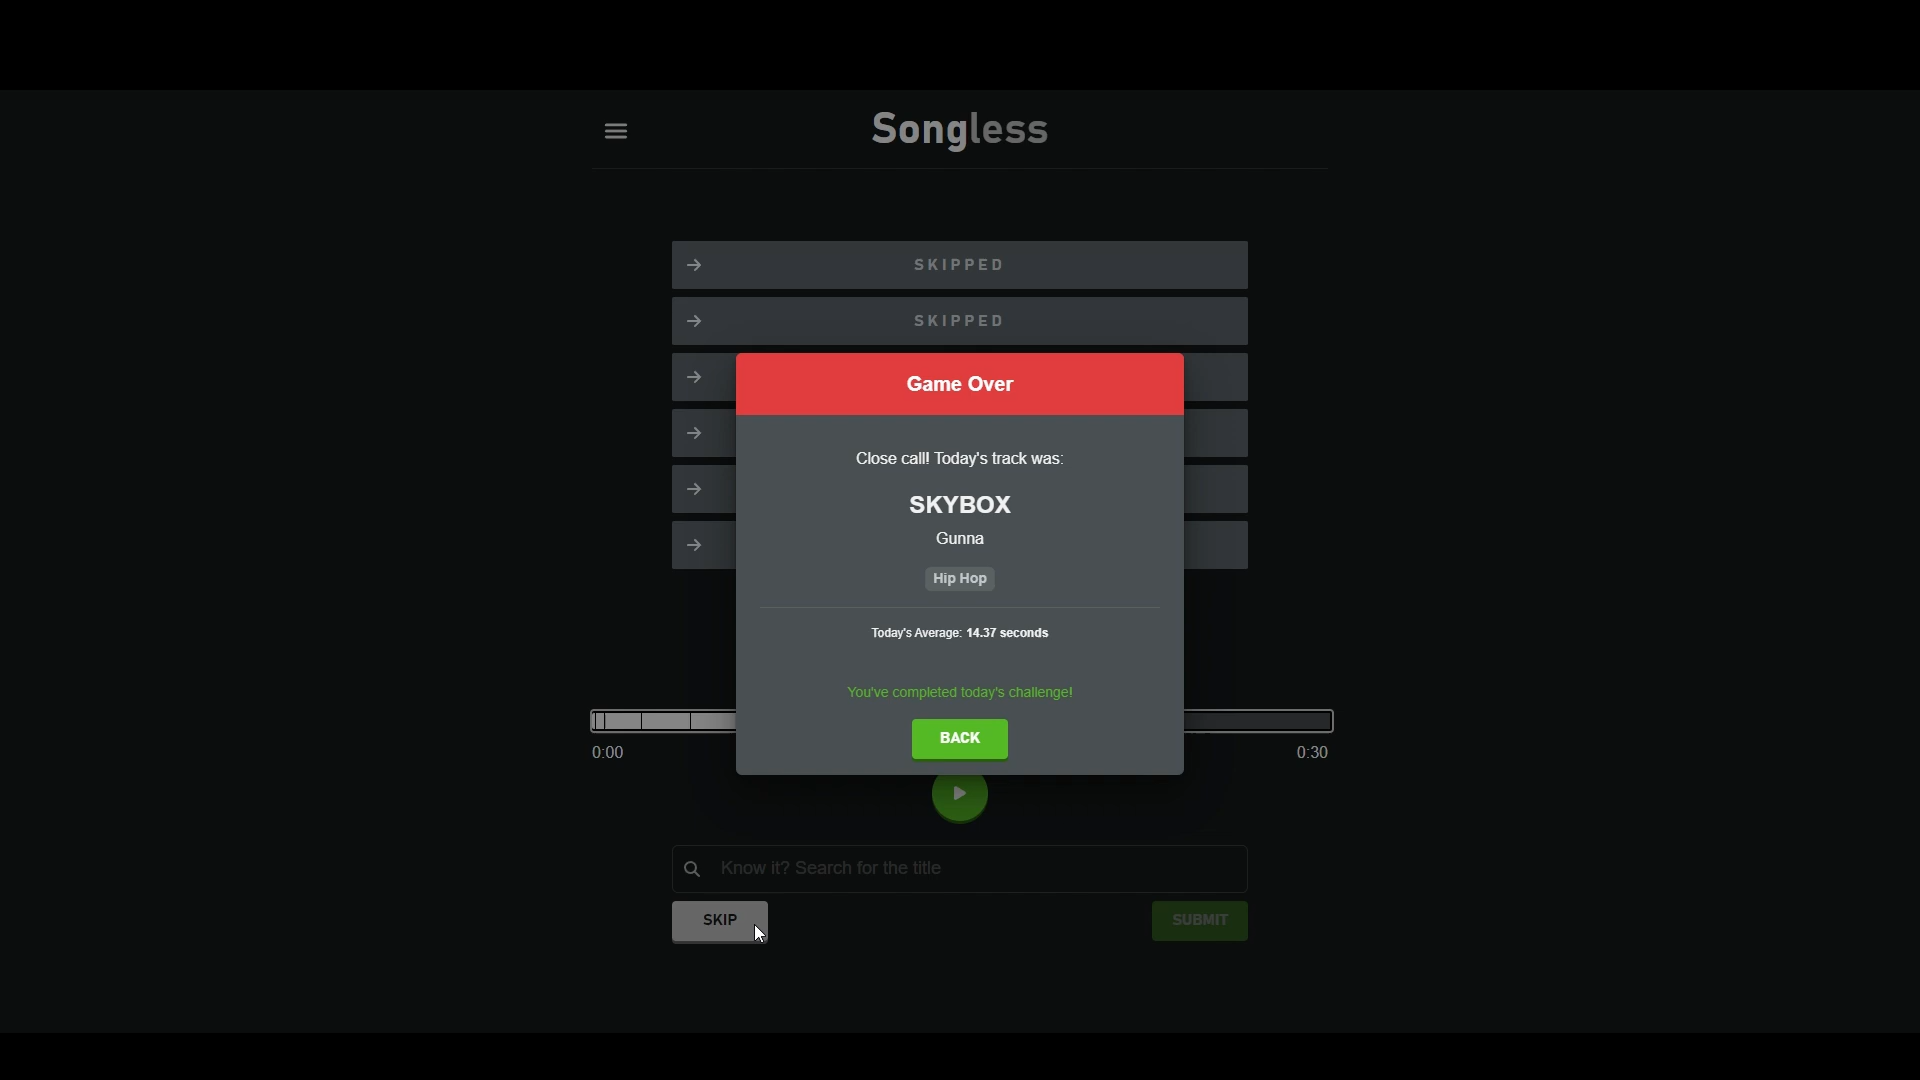 Songless
SKIPPED
SKIPPED
Game Over
Close call! Today's track was:
SKYBOX
Gunna
Hip Hop
Today's Average: 14.37 seconds
You've completed today's challenge!
BACK
0:00
0:30
Know it? Search for the title
SKIP
SUBMIT